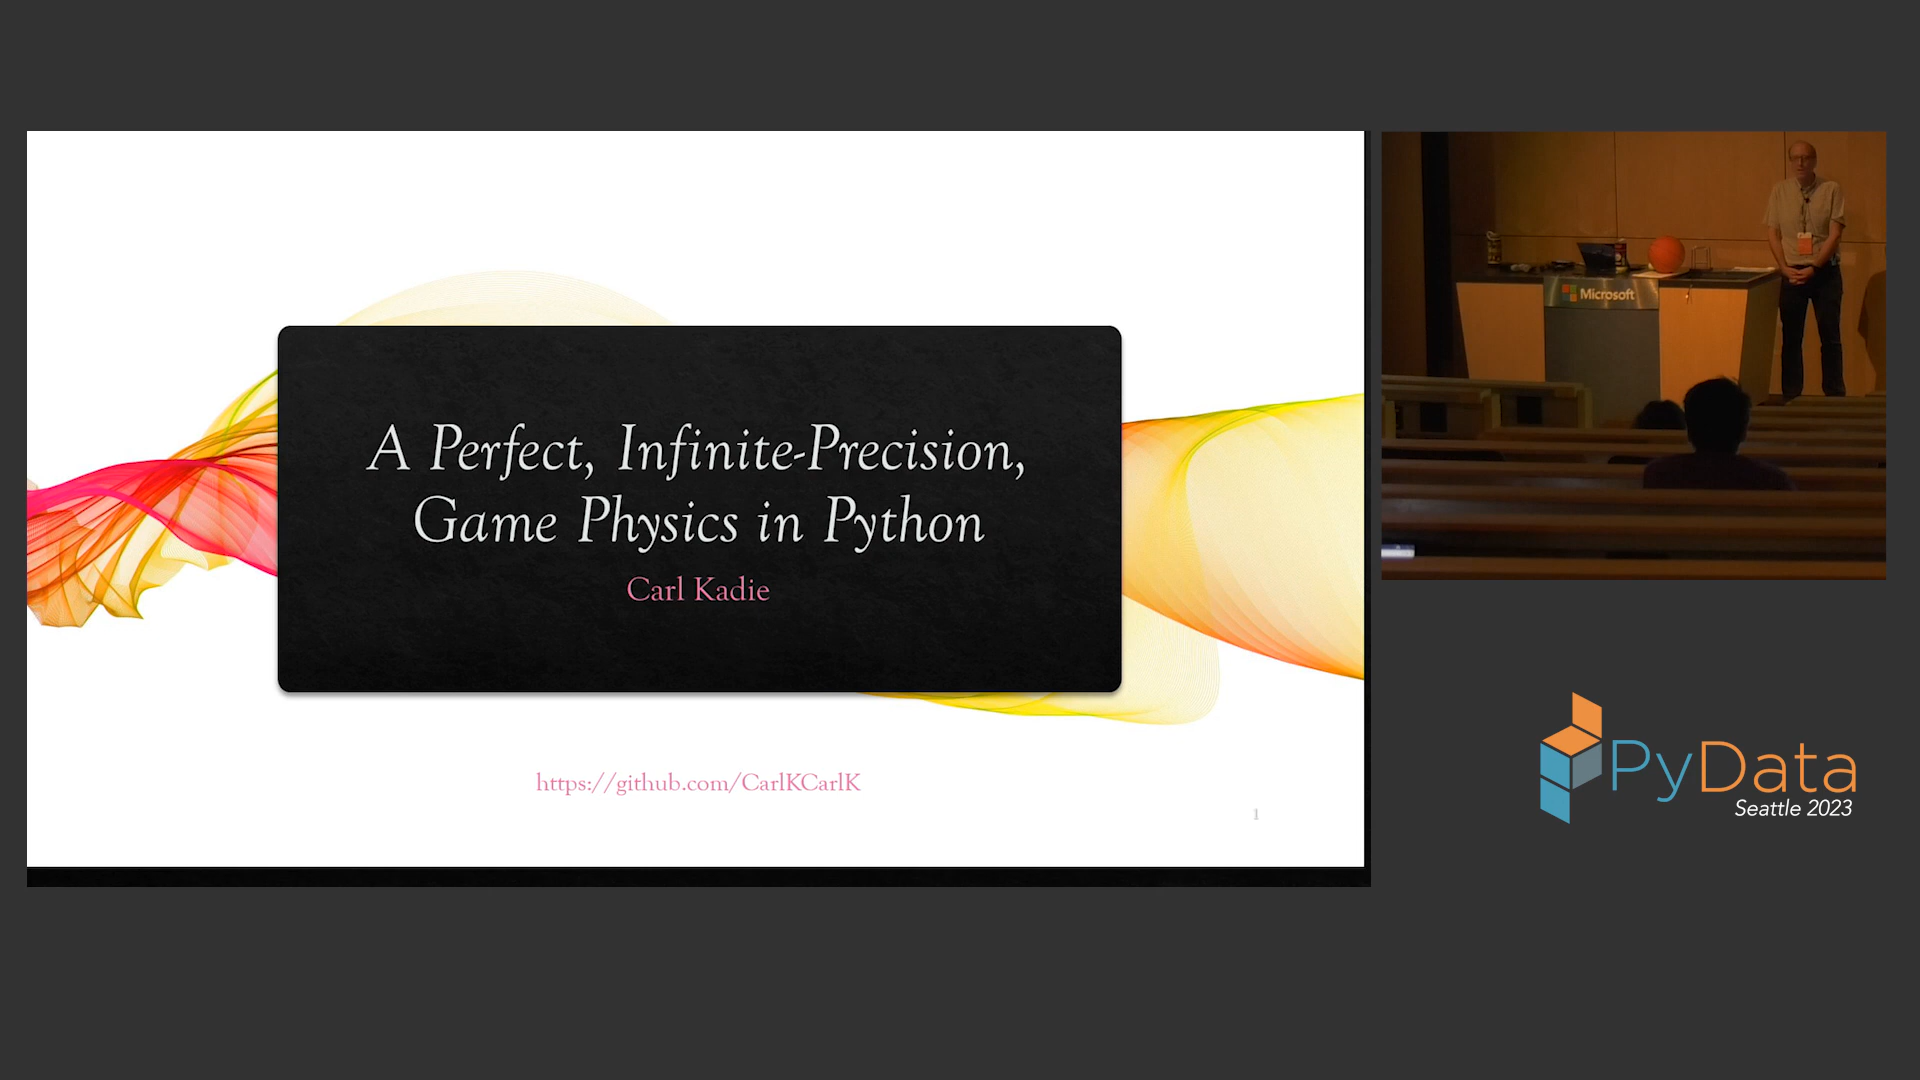 A Perfect, Infinite-Precision,
Game Physics in Python
Carl Kadie
https://github.com/CarlKCarlK
1
Microsoft
PyData
Seattle 2023